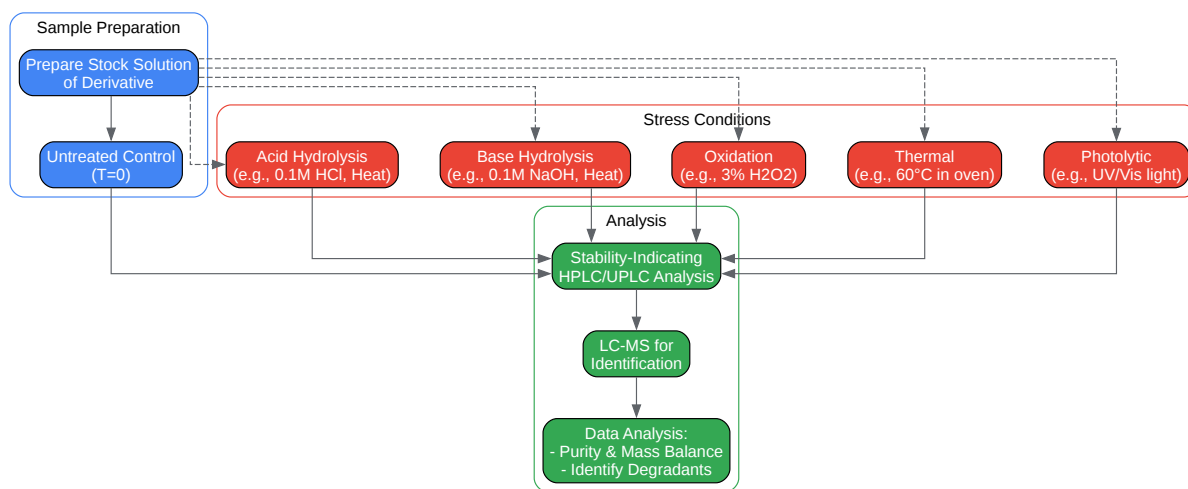 Sample Preparation
Prepare Stock Solution
of Derivative
Stress Conditions
Untreated Control
(T=0)
Acid Hydrolysis
(e.g., 0.1M HCl, Heat)
Base Hydrolysis
(e.g., 0.1M NaOH, Heat)
Oxidation
(e.g., 3% H2O2)
Thermal
(e.g., 60°C in oven)
Photolytic
(e.g., UV/Vis light)
Analysis
Stability-Indicating
HPLC/UPLC Analysis
LC-MS for
Identification
Data Analysis:
- Purity & Mass Balance
- Identify Degradants